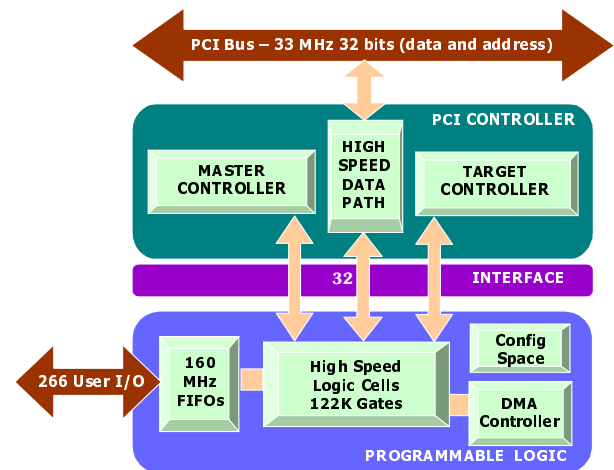 PCI Bus – 33 MHz 32 bits (data and address)
PCI CONTROLLER
MASTER
CONTROLLER
HIGH
SPEED
DATA
PATH
TARGET
CONTROLLER
32
INTERFACE
266 User I/O
160
MHz
FIFOs
High Speed
Logic Cells
122K Gates
Config
Space
DMA
Controller
PROGRAMMABLE LOGIC